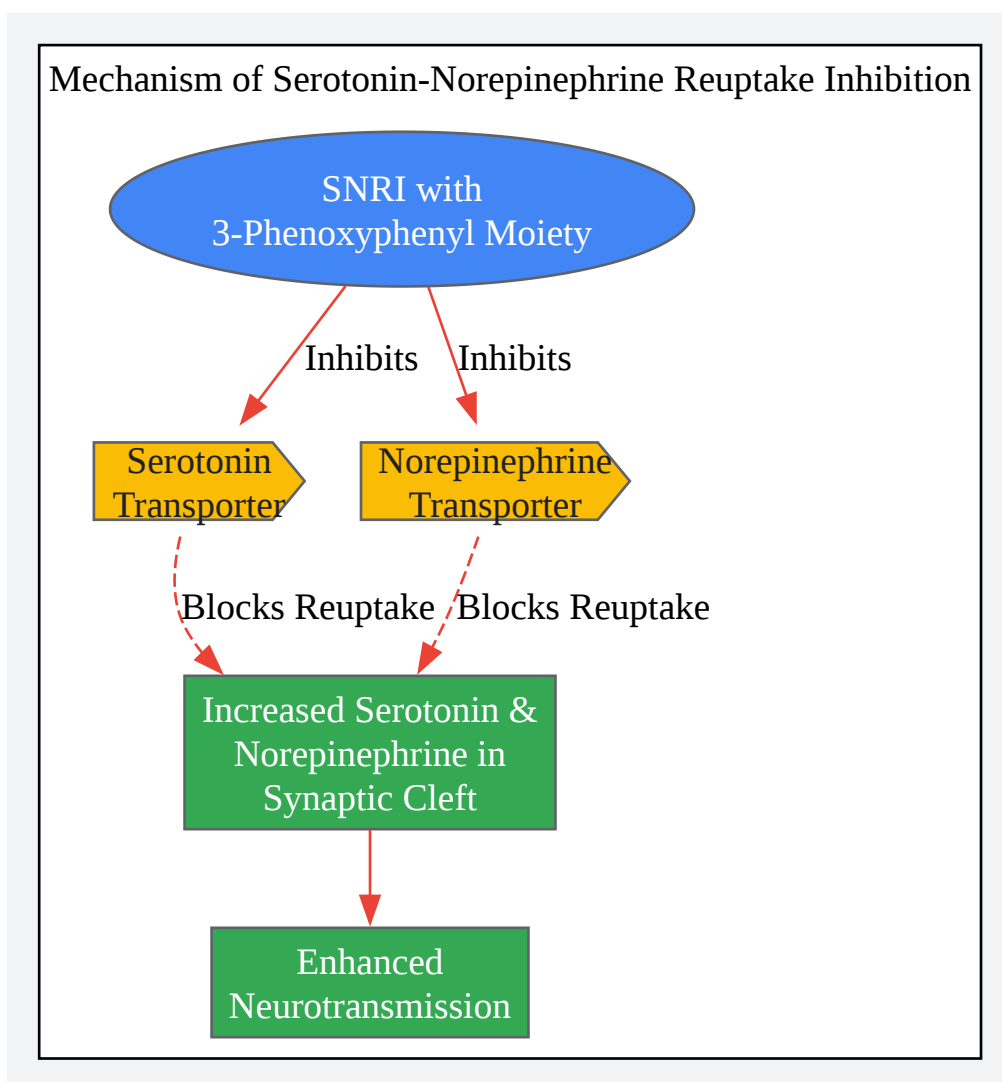 Mechanism of Serotonin-Norepinephrine Reuptake Inhibition
SNRI with
3-Phenoxyphenyl Moiety
Inhibits
Inhibits
Serotonin
Transporter
Norepinephrine
Transporter
Blocks Reuptake
Blocks Reuptake
Increased Serotonin &
Norepinephrine in
Synaptic Cleft
Enhanced
Neurotransmission